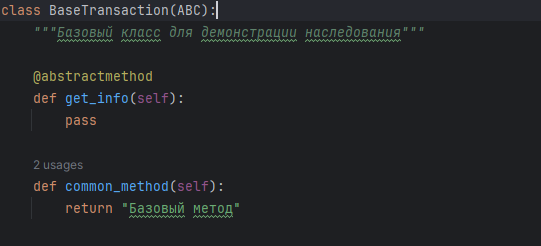 class BaseTransaction(ABC):
"""Базовый класс для демонстрации наследования"""
@abstractmethod
def get_info(self):
pass
2 usages
def common_method(self):
return "Базовый метод"